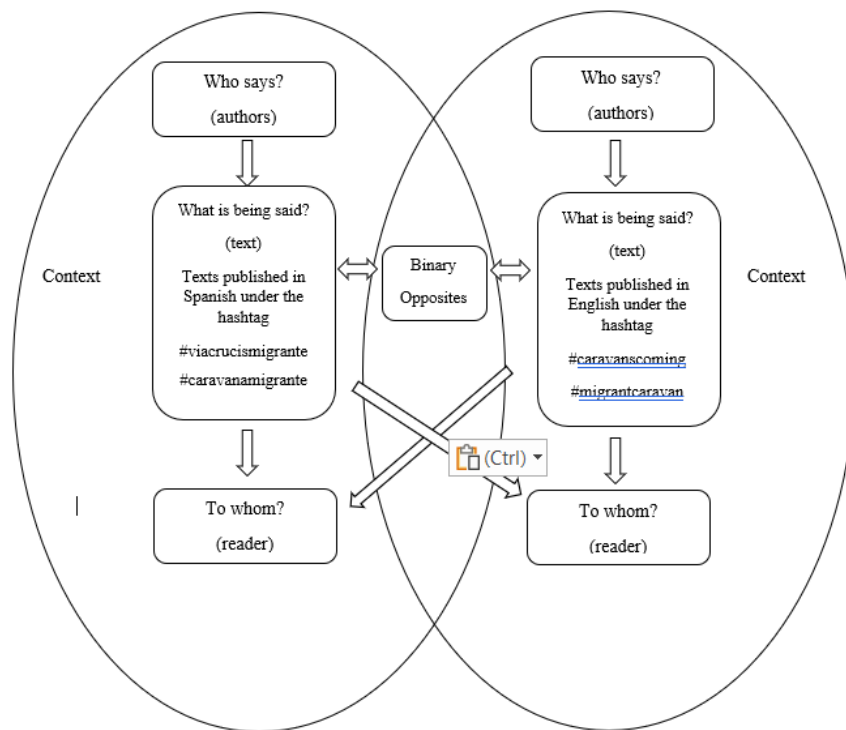 Who says?
(authors)
What is being said?
(text)
Texts published in
Spanish under the
hashtag
#viacrucismigrante
#caravanamigrante
To whom?
(reader)
Context
Binary
Opposites
Who says?
(authors)
What is being said?
(text)
Texts published in
English under the
hashtag
#caravanscoming
#migrantcaravan
To whom?
(reader)
Context
(Ctrl)